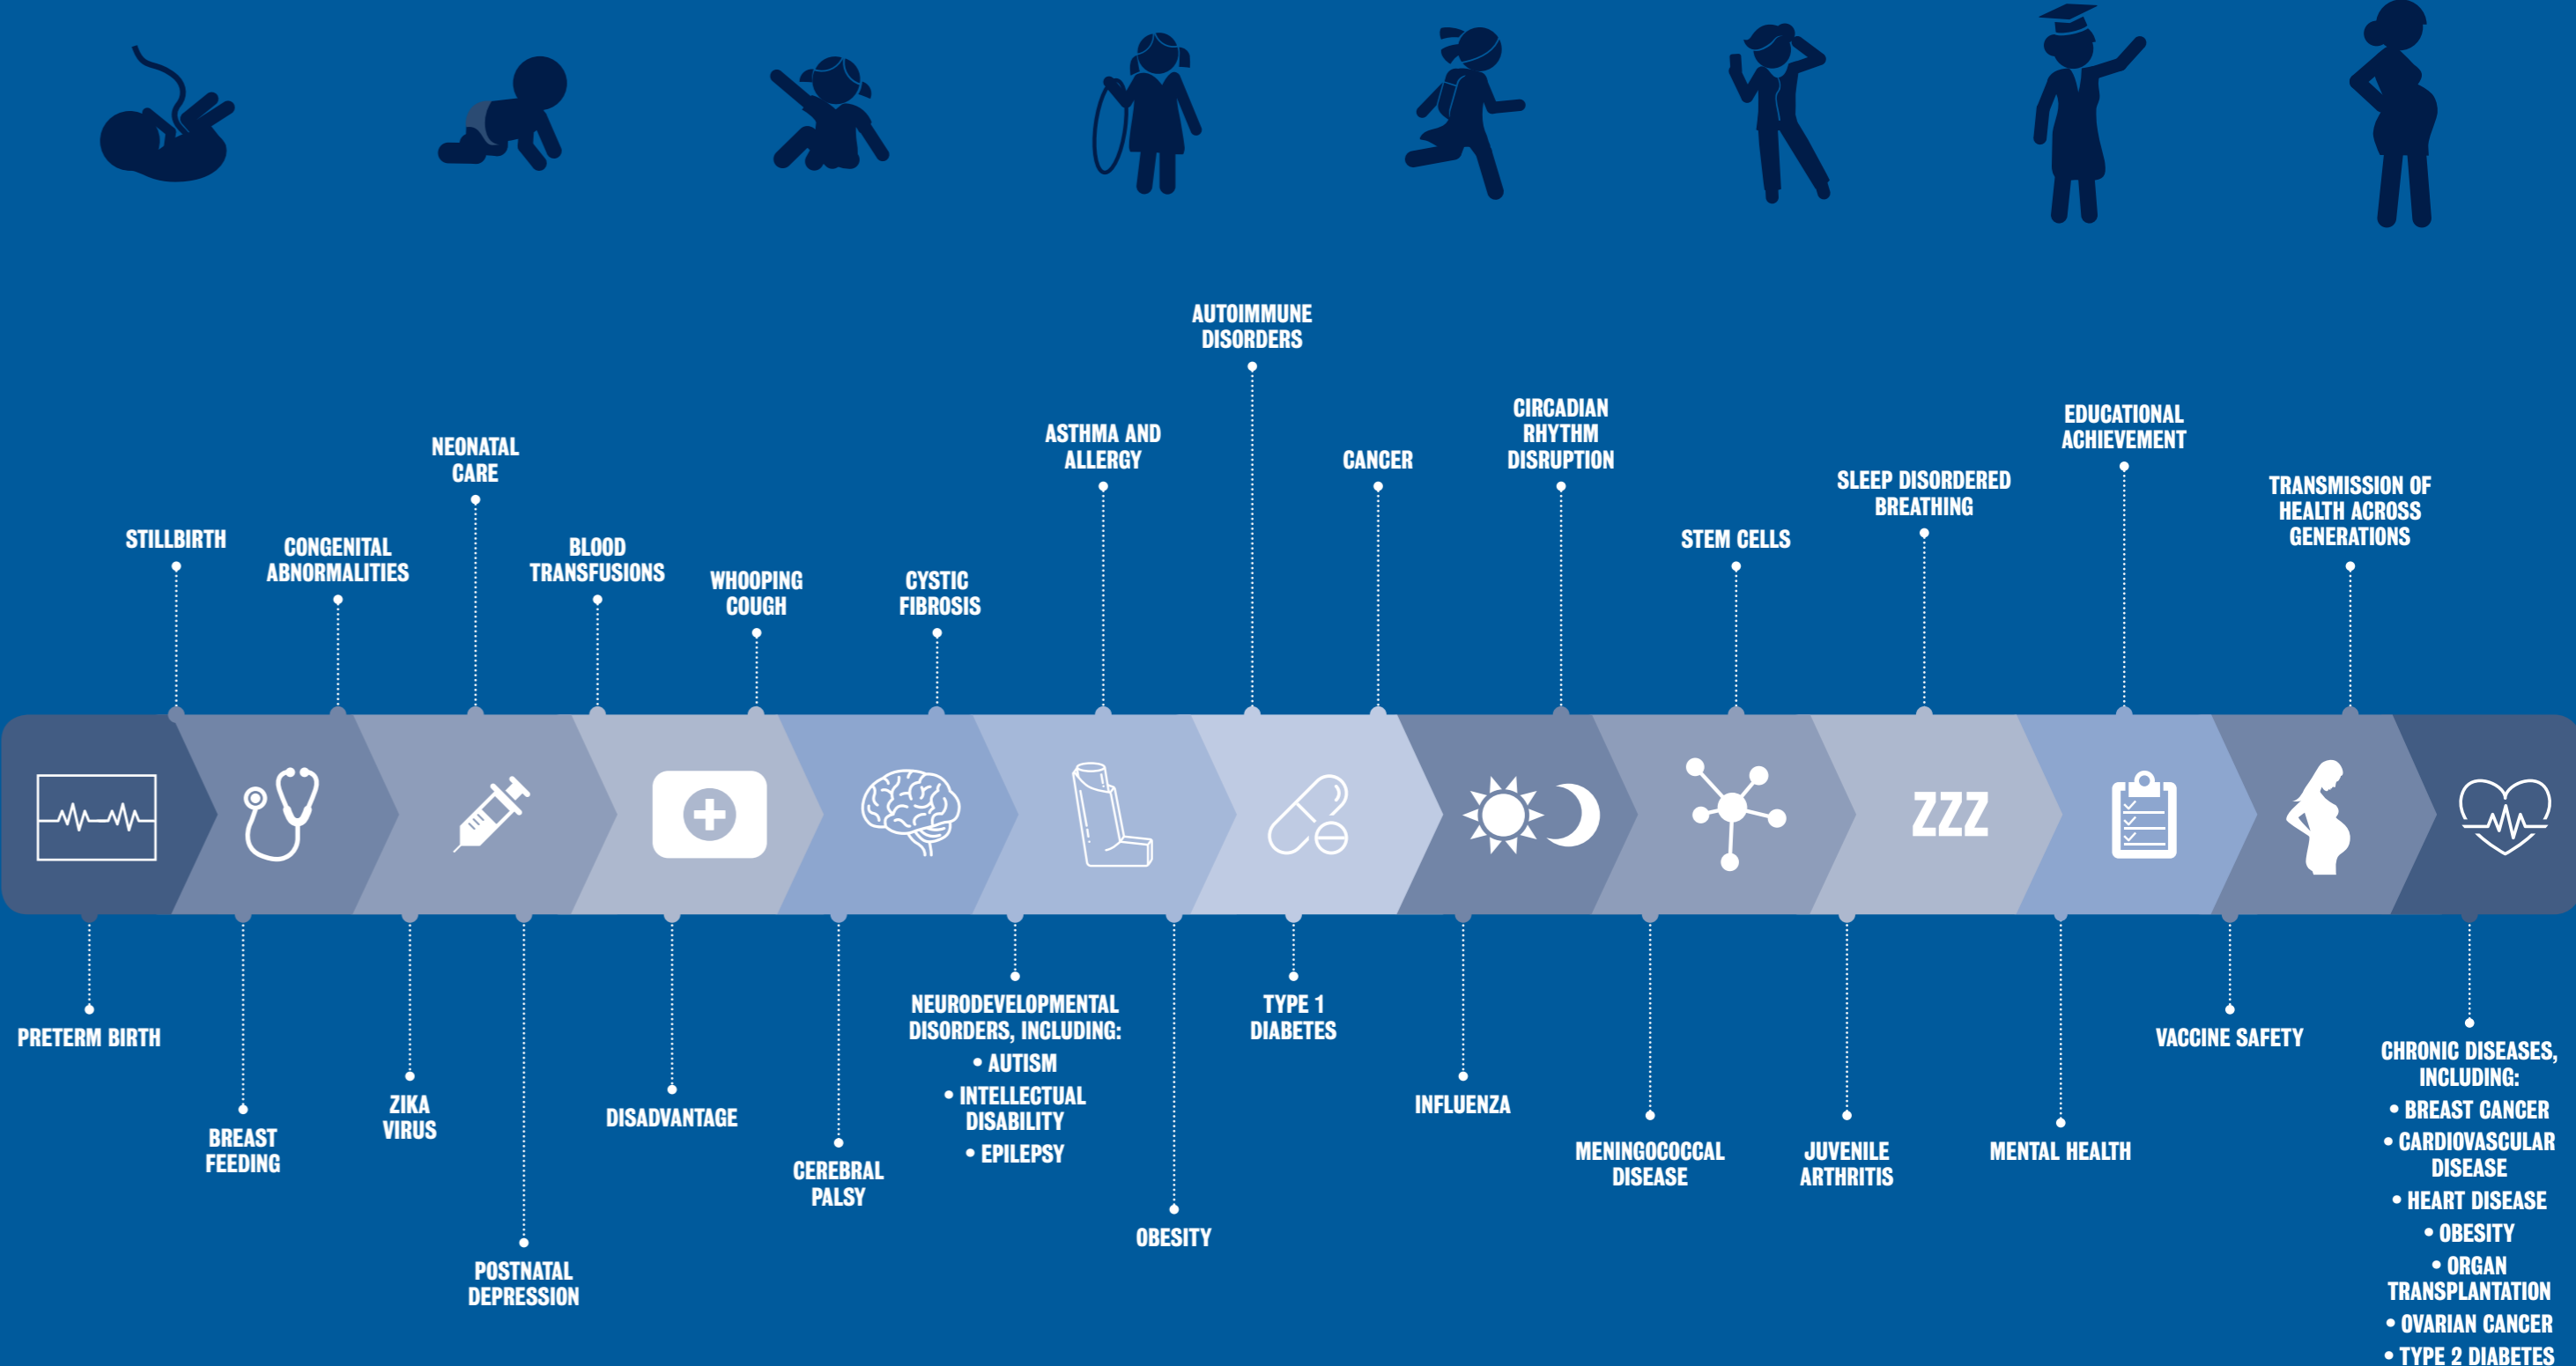 AUTOIMMUNE
DISORDERS
CIRCADIAN
RHYTHM
DISRUPTION
EDUCATIONAL
ACHIEVEMENT
ASTHMA AND
ALLERGY
NEONATAL
CARE
CANCER
SLEEP DISORDERED
BREATHING
TRANSMISSION OF
HEALTH ACROSS
GENERATIONS
STILLBIRTH
CONGENITAL
ABNORMALITIES
BLOOD
TRANSFUSIONS
STEM CELLS
WHOOPING
COUGH
CYSTIC
FIBROSIS
ZZZ
PRETERM BIRTH
BREAST
FEEDING
ZIKA
VIRUS
POSTNATAL
DEPRESSION
DISADVANTAGE
CEREBRAL
PALSY
NEURODEVELOPMENTAL
DISORDERS, INCLUDING:
• AUTISM
• INTELLECTUAL
DISABILITY
• EPILEPSY
OBESITY
TYPE 1
DIABETES
INFLUENZA
MENINGOCOCCAL
DISEASE
JUVENILE
ARTHRITIS
MENTAL HEALTH
VACCINE SAFETY
CHRONIC DISEASES,
INCLUDING:
• BREAST CANCER
• CARDIOVASCULAR
DISEASE
• HEART DISEASE
• OBESITY
• ORGAN
TRANSPLANTATION
• OVARIAN CANCER
• TYPE 2 DIABETES